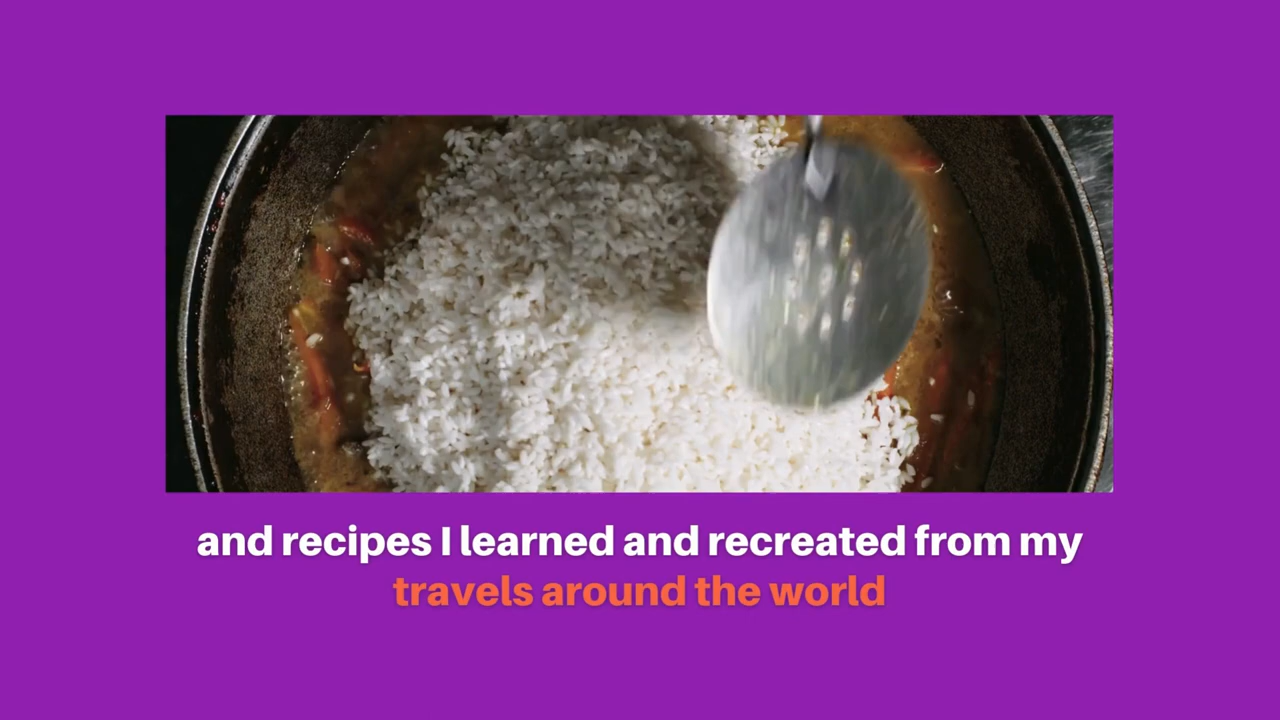 and recipes I learned and recreated from my
travels around the world